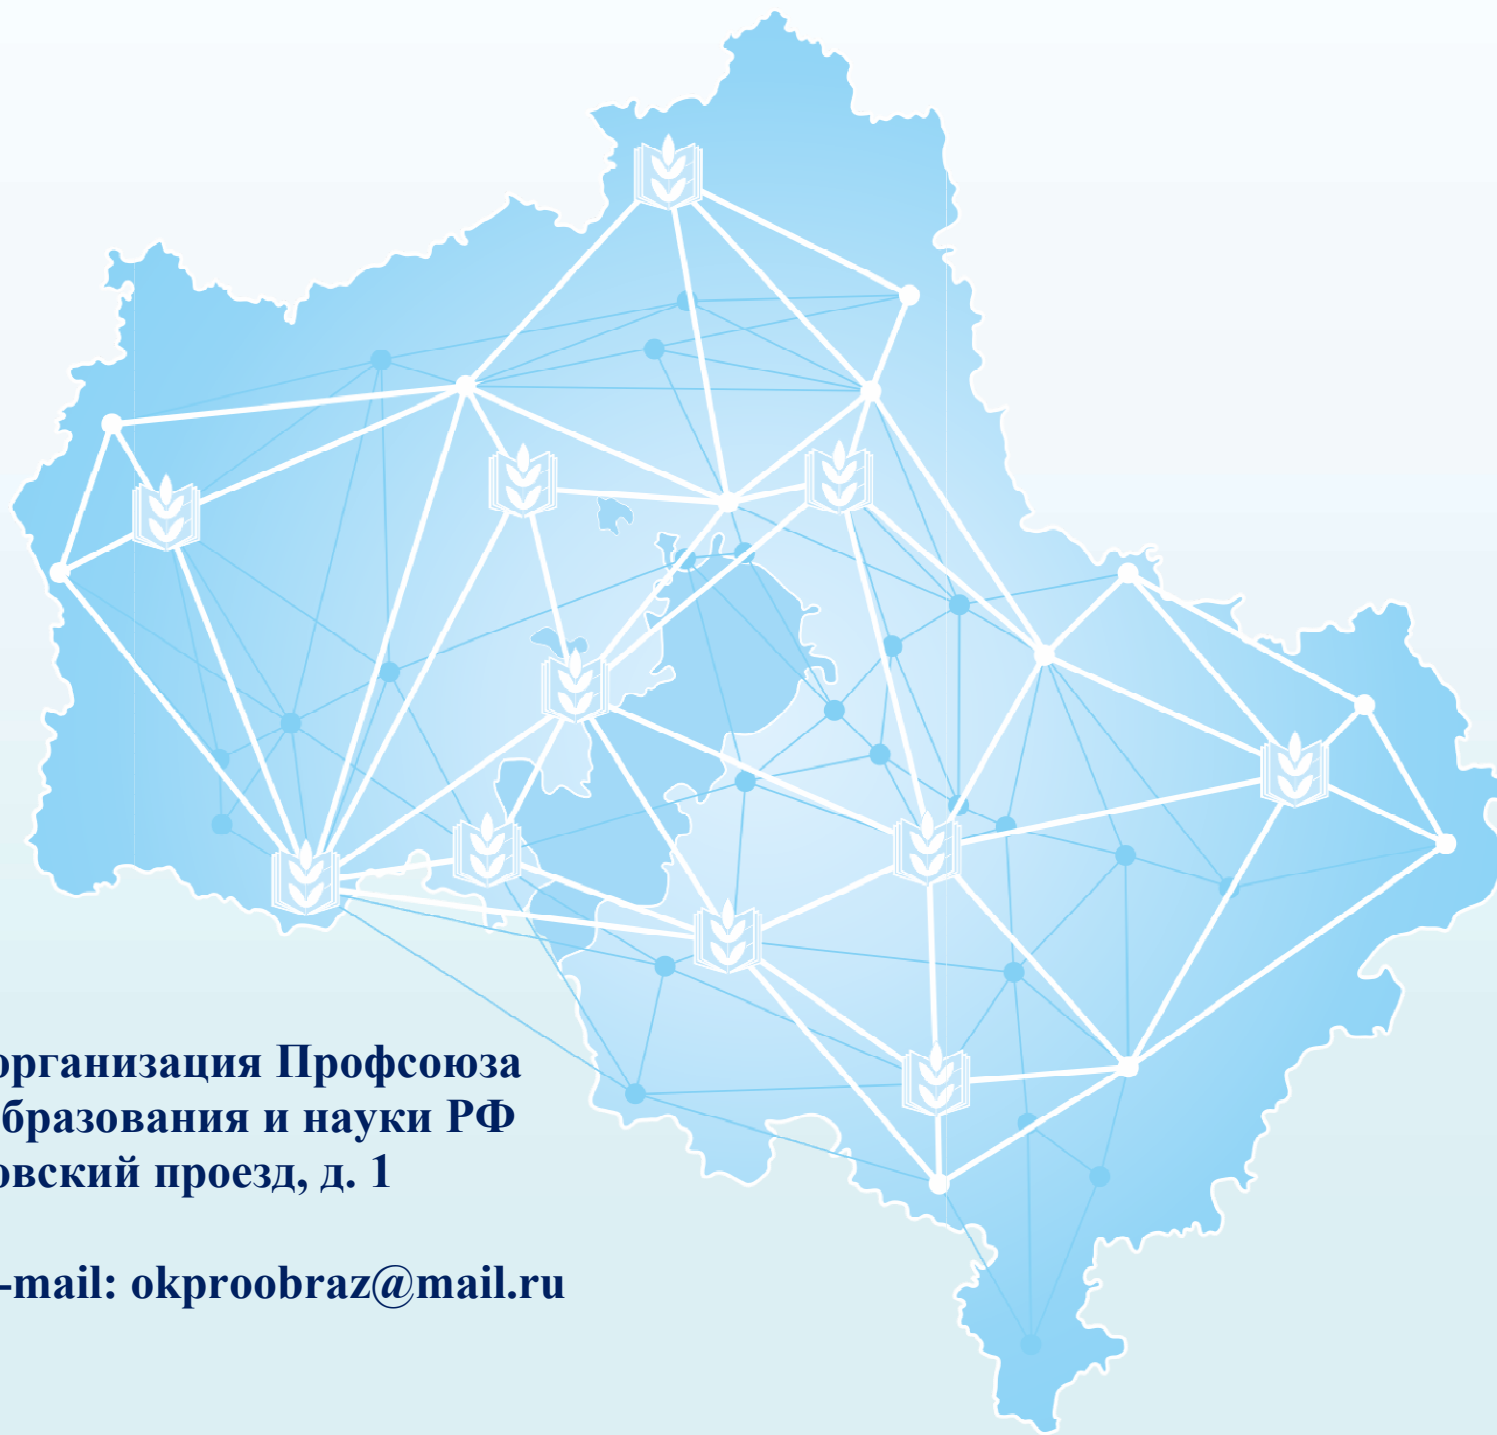 организация Профсоюза
бразования и науки РФ
овский проезд, д. 1
-mail: okproobraz@mail.ru